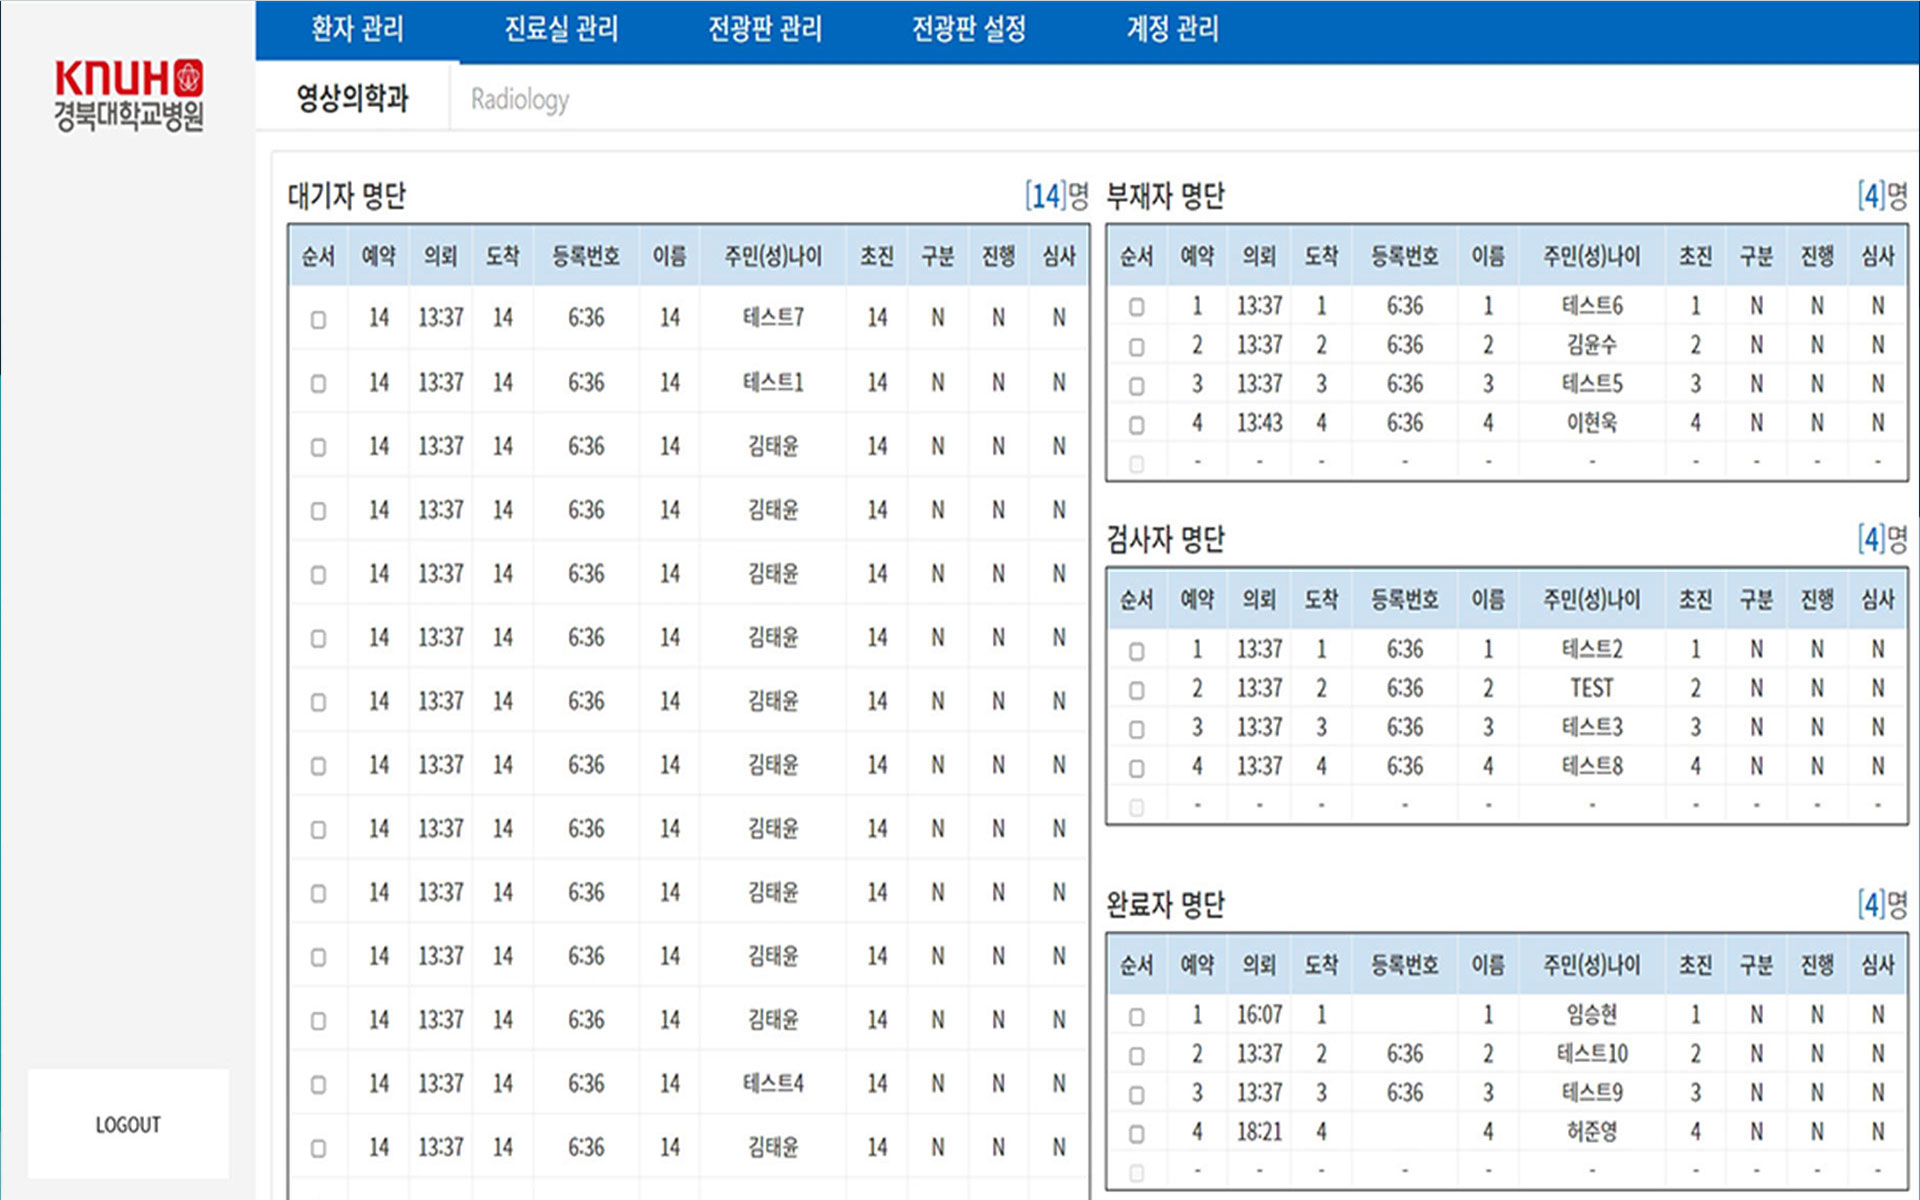 KNUH
경북대학교병원
환자 관리 진료실 관리 전광판 관리 전광판 설정 계정 관리
영상의학과 Radiology
대기자 명단 [14]명
순서 예약 의뢰 도착 등록번호 이름 주민(성)나이 초진 구분 진행 심사
14 13:37 14 6:36 14 테스트7 14 N N N
14 13:37 14 6:36 14 테스트1 14 N N N
14 13:37 14 6:36 14 김태윤 14 N N N
14 13:37 14 6:36 14 김태윤 14 N N N
14 13:37 14 6:36 14 김태윤 14 N N N
14 13:37 14 6:36 14 김태윤 14 N N N
14 13:37 14 6:36 14 김태윤 14 N N N
14 13:37 14 6:36 14 김태윤 14 N N N
14 13:37 14 6:36 14 김태윤 14 N N N
14 13:37 14 6:36 14 김태윤 14 N N N
14 13:37 14 6:36 14 김태윤 14 N N N
14 13:37 14 6:36 14 김태윤 14 N N N
14 13:37 14 6:36 14 테스트4 14 N N N
14 13:37 14 6:36 14 김태윤 14 N N N
부재자 명단 [4]명
순서 예약 의뢰 도착 등록번호 이름 주민(성)나이 초진 구분 진행 심사
1 13:37 1 6:36 1 테스트6 1 N N N
2 13:37 2 6:36 2 김윤수 2 N N N
3 13:37 3 6:36 3 테스트5 3 N N N
4 13:43 4 6:36 4 이현욱 4 N N N
- - - - - - - - - -
검사자 명단 [4]명
순서 예약 의뢰 도착 등록번호 이름 주민(성)나이 초진 구분 진행 심사
1 13:37 1 6:36 1 테스트2 1 N N N
2 13:37 2 6:36 2 TEST 2 N N N
3 13:37 3 6:36 3 테스트3 3 N N N
4 13:37 4 6:36 4 테스트8 4 N N N
- - - - - - - - - -
완료자 명단 [4]명
순서 예약 의뢰 도착 등록번호 이름 주민(성)나이 초진 구분 진행 심사
1 16:07 1 1 임승현 1 N N N
2 13:37 2 6:36 2 테스트10 2 N N N
3 13:37 3 6:36 3 테스트9 3 N N N
4 18:21 4 4 허준영 4 N N N
- - - - - - - - - -
LOGOUT